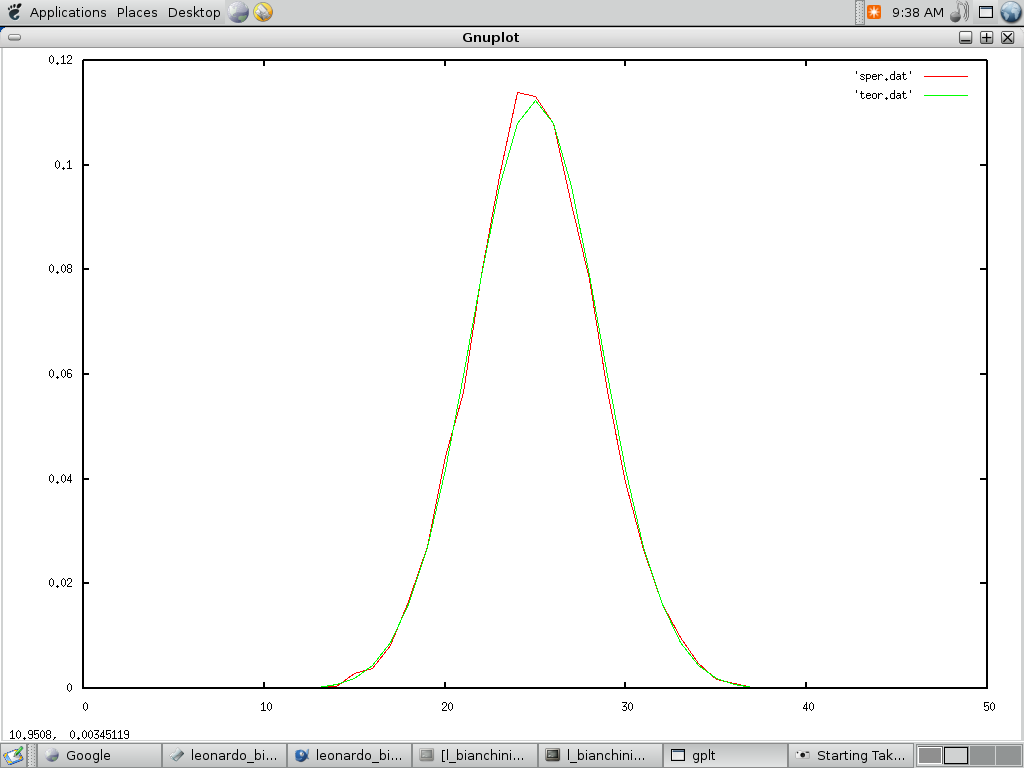 Applications Places Desktop 9:38 AM
Gnuplot
0.12
'sper.dat'
'teor.dat'
0.1
0.08
0.06
0.04
0.02
0
0 10 20 30 40 50
10.9508, 0.00345119
Google leonardo_bi... leonardo_bi... [l_bianchini... l_bianchini... gplt Starting Tak...